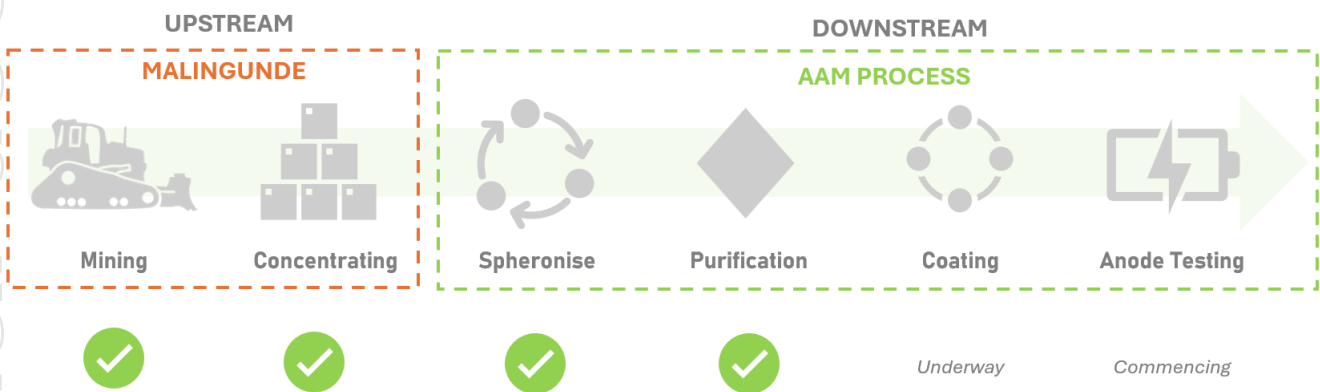 UPSTREAM
DOWNSTREAM
MALINGUNDE
AAM PROCESS
Mining
Concentrating
Spheronise
Purification
Coating
Anode Testing
Underway
Commencing